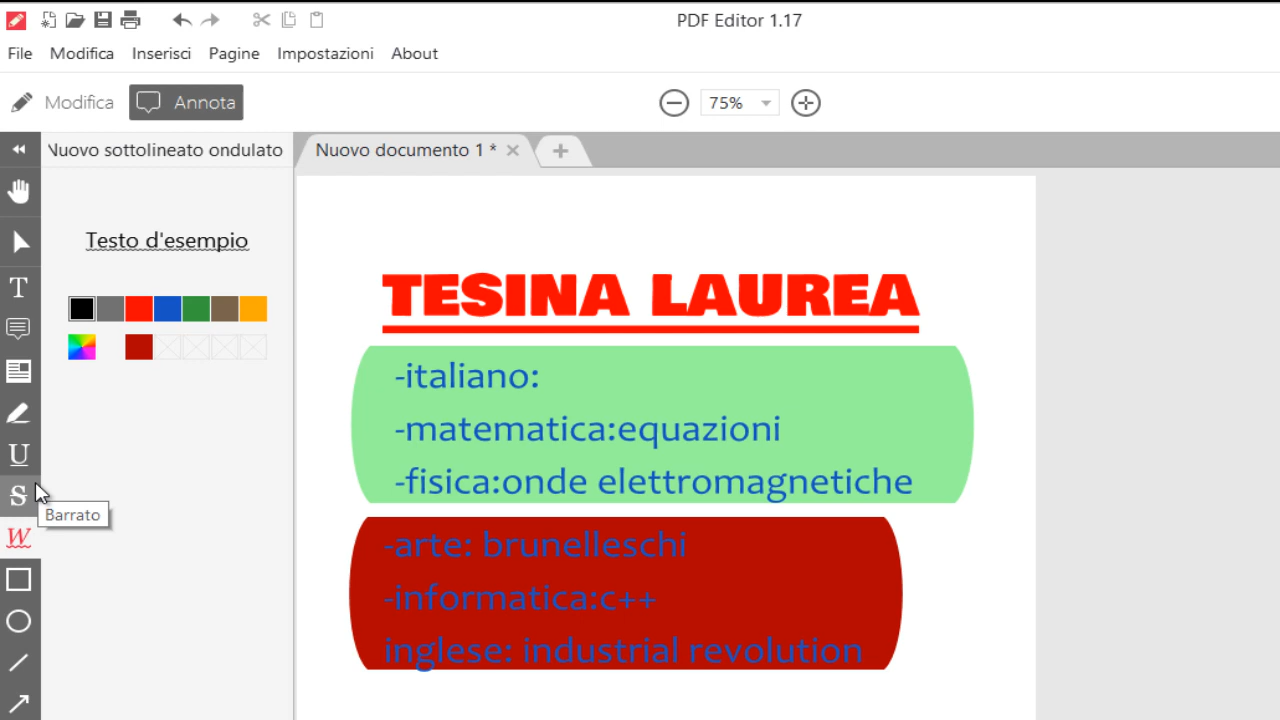 PDF Editor 1.17
File Modifica Inserisci Pagine Impostazioni About
Modifica Annota 75%
Nuovo sottolineato ondulato Nuovo documento 1 *
Testo d'esempio
T
U
S
Barrato
W
TESINA LAUREA
-italiano:
-matematica:equazioni
-fisica:onde elettromagnetiche
-arte: brunelleschi
-informatica:c++
inglese: industrial revolution